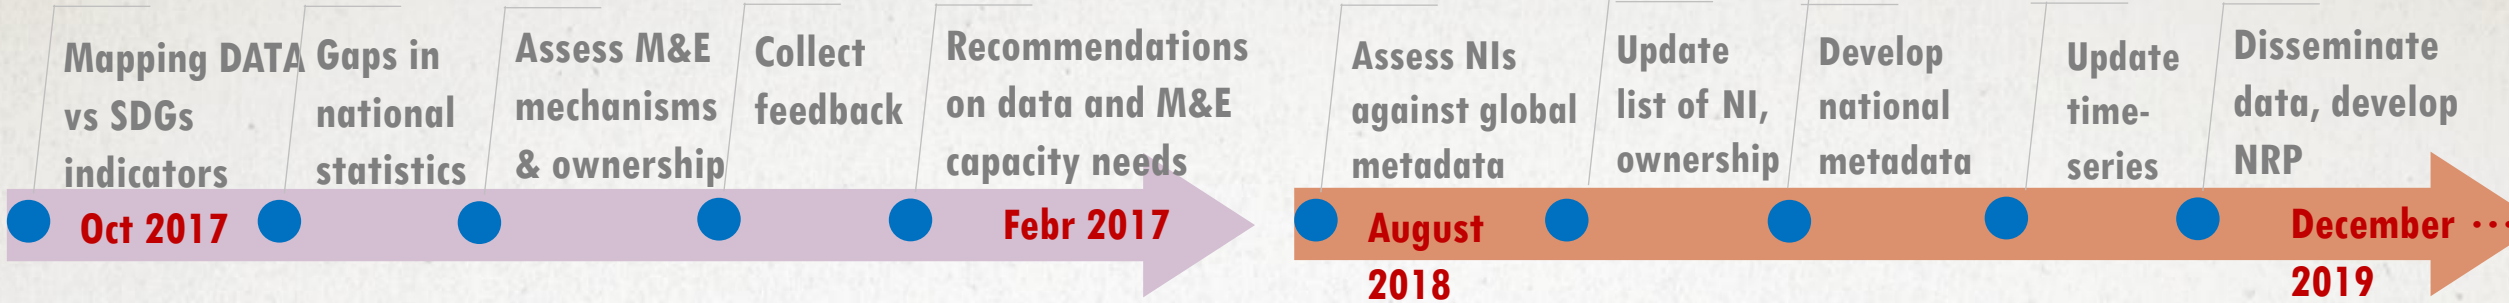 Mapping DATA
vs SDGs
indicators
Gaps in
national
statistics
Assess M&E
mechanisms
& ownership
Collect
feedback
Recommendations
on data and M&E
capacity needs
Oct 2017
Febr 2017
Assess NIs
against global
metadata
Update
list of NI,
ownership
Develop
national
metadata
Update
time-
series
Disseminate
data, develop
NRP
August
2018
December ...
2019